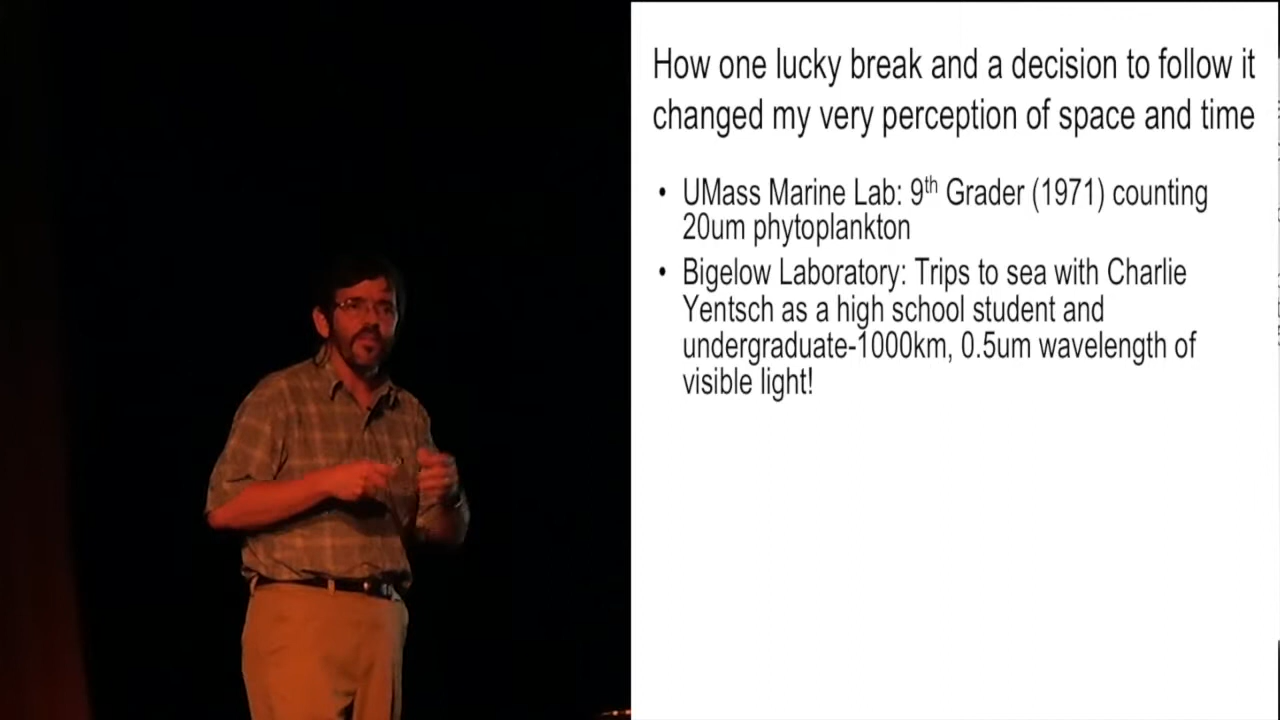 How one lucky break and a decision to follow it
changed my very perception of space and time
• UMass Marine Lab: 9th Grader (1971) counting
20um phytoplankton
• Bigelow Laboratory: Trips to sea with Charlie
Yentsch as a high school student and
undergraduate-1000km, 0.5um wavelength of
visible light!